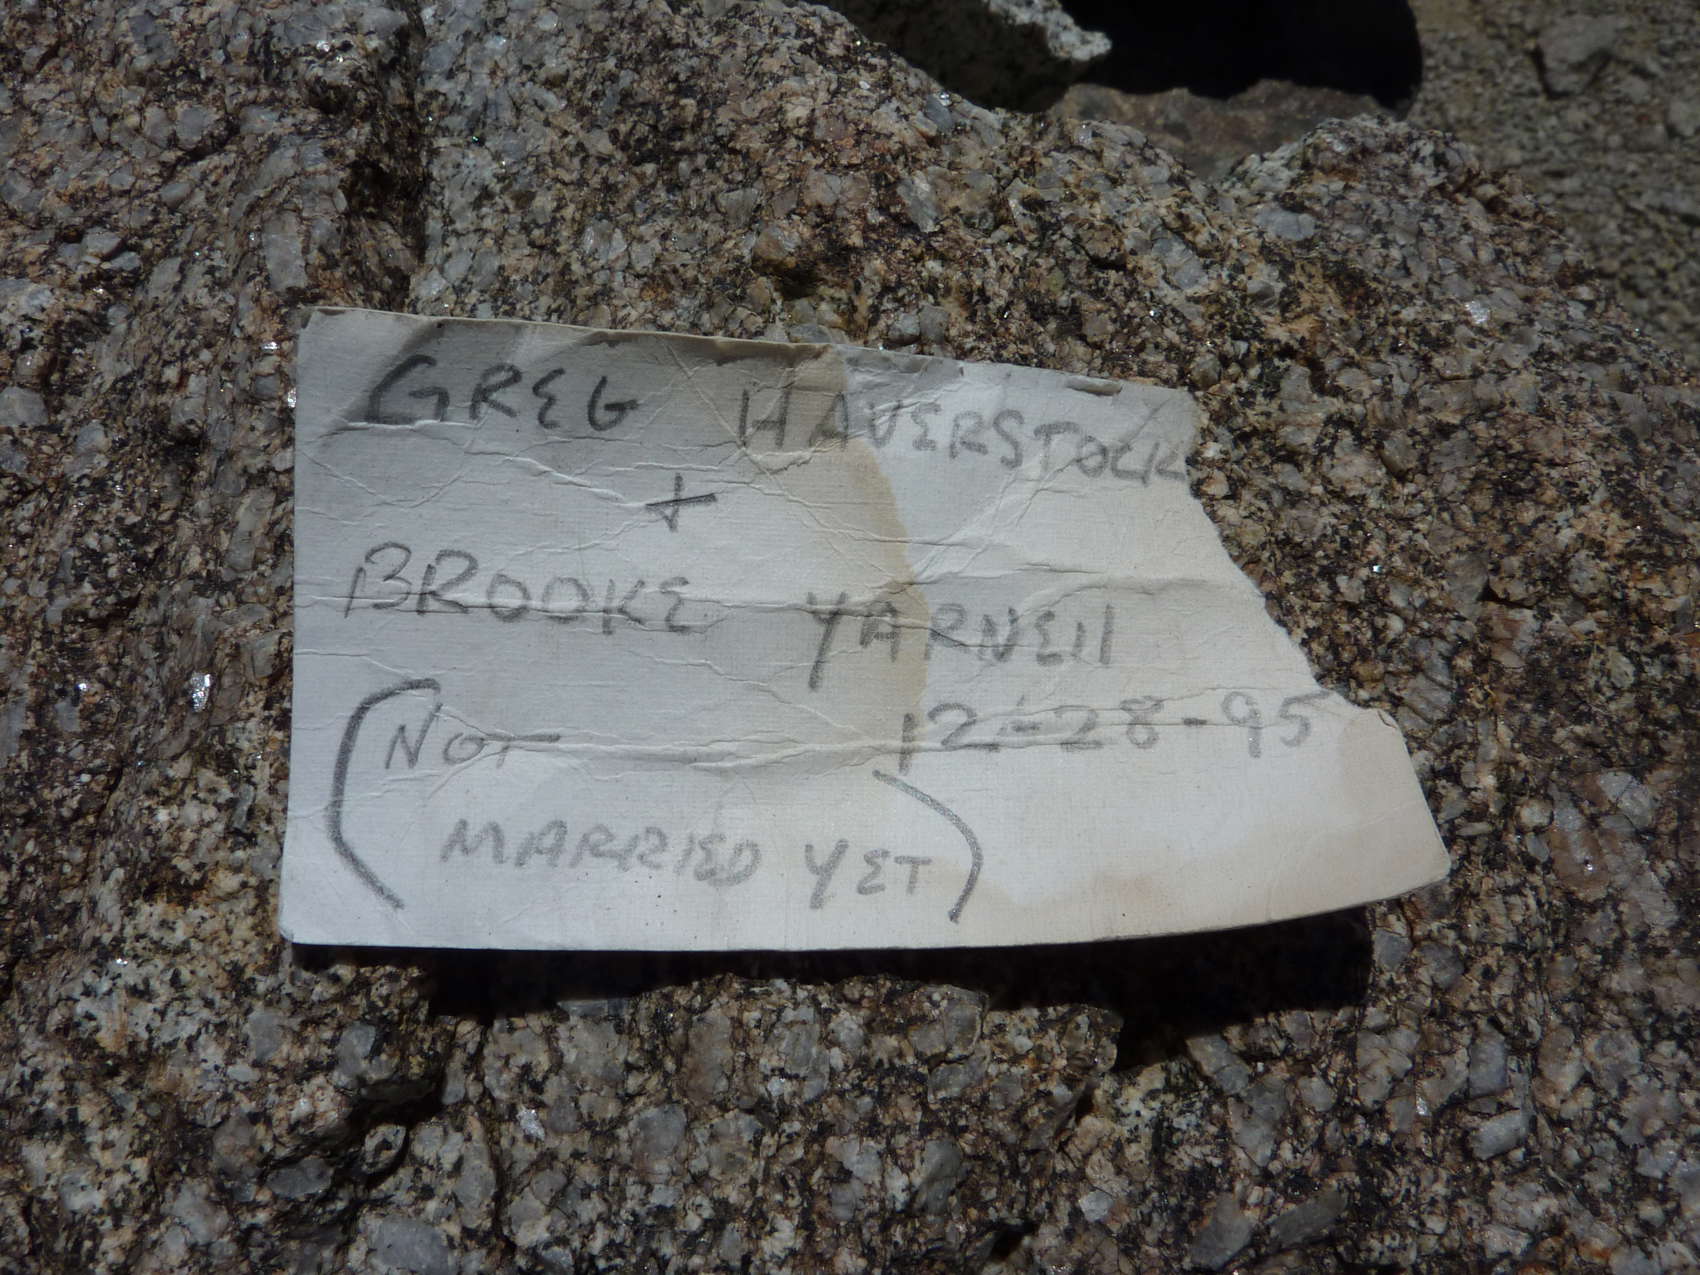 GREG HAVERSTOCK
+
BROOKE YARNEll
(NOT 12-28-95
MARRIED YET)